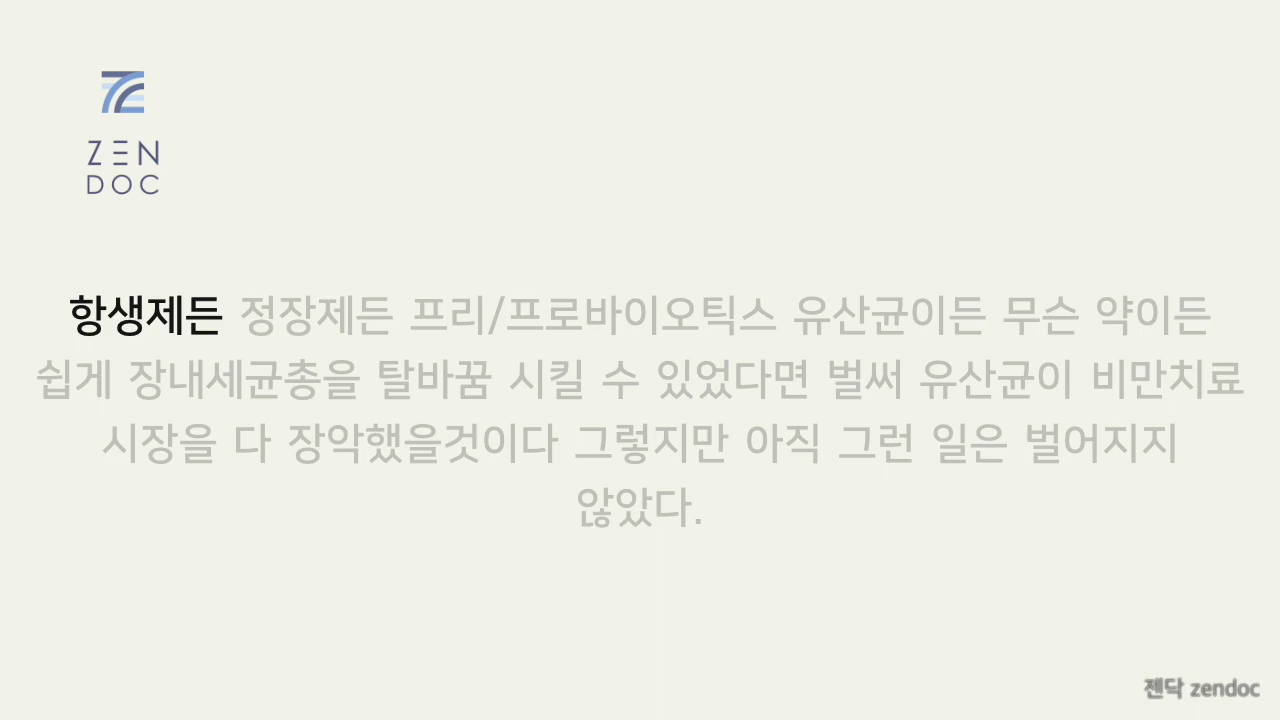 ZEN
DOC
항생제든 정장제든 프리/프로바이오틱스 유산균이든 무슨 약이든
쉽게 장내세균총을 탈바꿈 시킬 수 있었다면 벌써 유산균이 비만치료
시장을 다 장악했을것이다 그렇지만 아직 그런 일은 벌어지지
않았다.
젠닥 zendoc